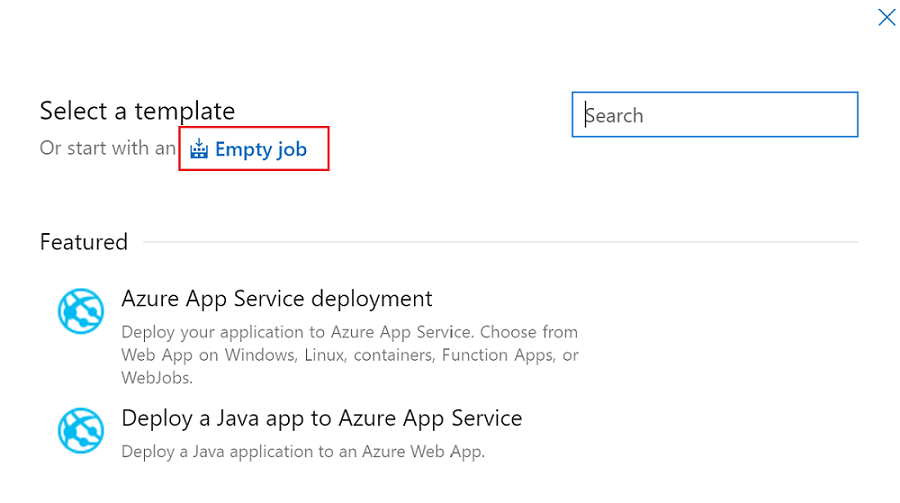 Select a template
Search
Or start with an Empty job
Featured
Azure App Service deployment
Deploy your application to Azure App Service. Choose from
Web App on Windows, Linux, containers, Function Apps, or
WebJobs.
Deploy a Java app to Azure App Service
Deploy a Java application to an Azure Web App.